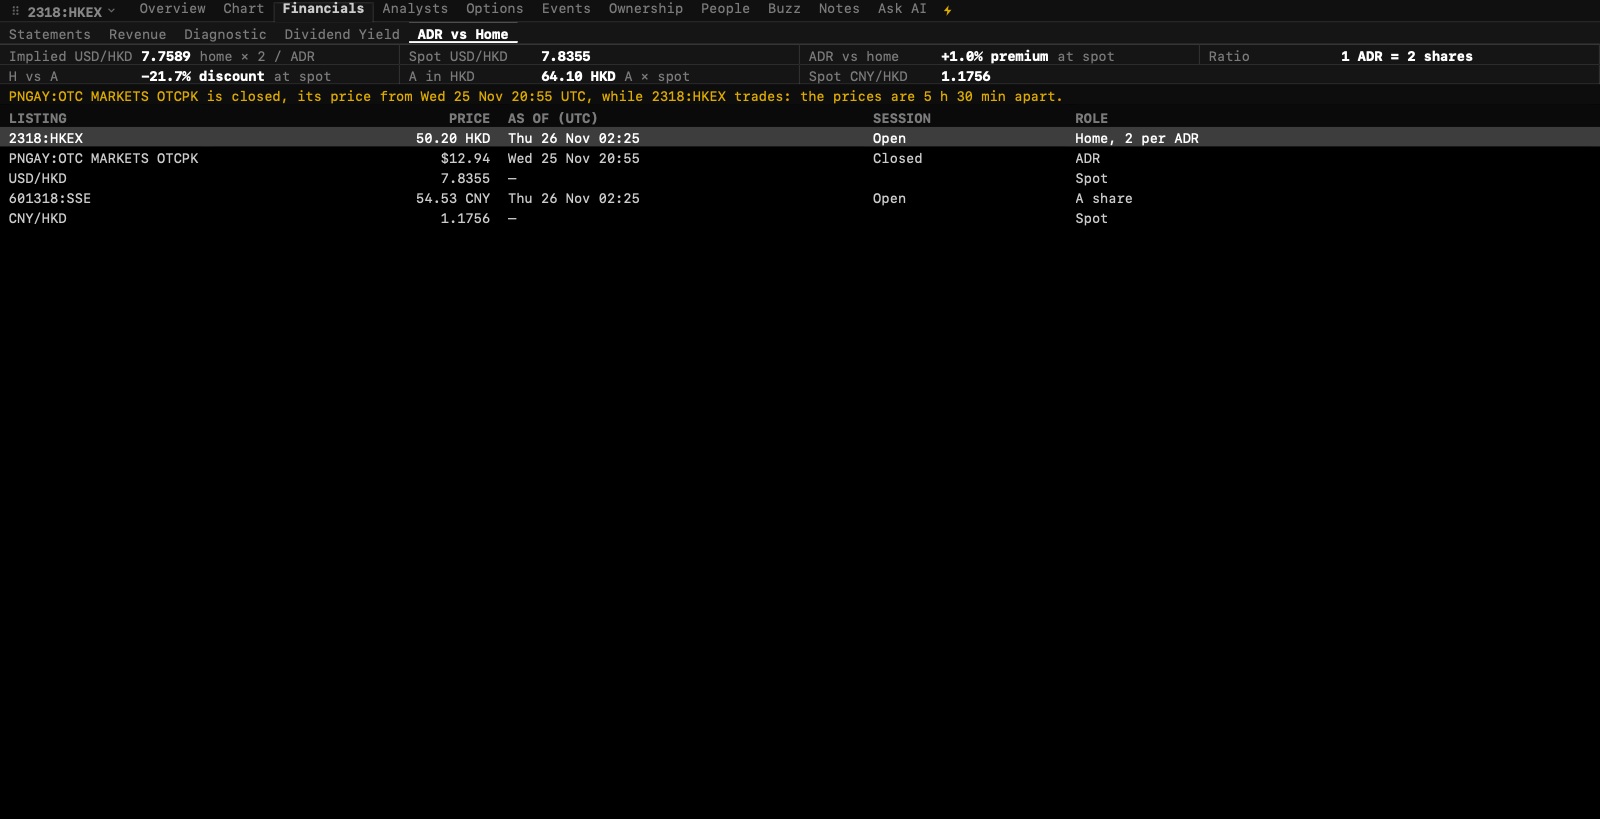 2318:HKEX Overview Chart Financials Analysts Options Events Ownership People Buzz Notes Ask AI
Statements Revenue Diagnostic Dividend Yield ADR vs Home
Implied USD/HKD 7.7589 home × 2 / ADR Spot USD/HKD 7.8355 ADR vs home +1.0% premium at spot Ratio 1 ADR = 2 shares
H vs A −21.7% discount at spot A in HKD 64.10 HKD A × spot Spot CNY/HKD 1.1756
PNGAY:OTC MARKETS OTCPK is closed, its price from Wed 25 Nov 20:55 UTC, while 2318:HKEX trades: the prices are 5 h 30 min apart.
LISTING PRICE AS OF (UTC) SESSION ROLE
2318:HKEX 50.20 HKD Thu 26 Nov 02:25 Open Home, 2 per ADR
PNGAY:OTC MARKETS OTCPK $12.94 Wed 25 Nov 20:55 Closed ADR
USD/HKD 7.8355 — Spot
601318:SSE 54.53 CNY Thu 26 Nov 02:25 Open A share
CNY/HKD 1.1756 — Spot